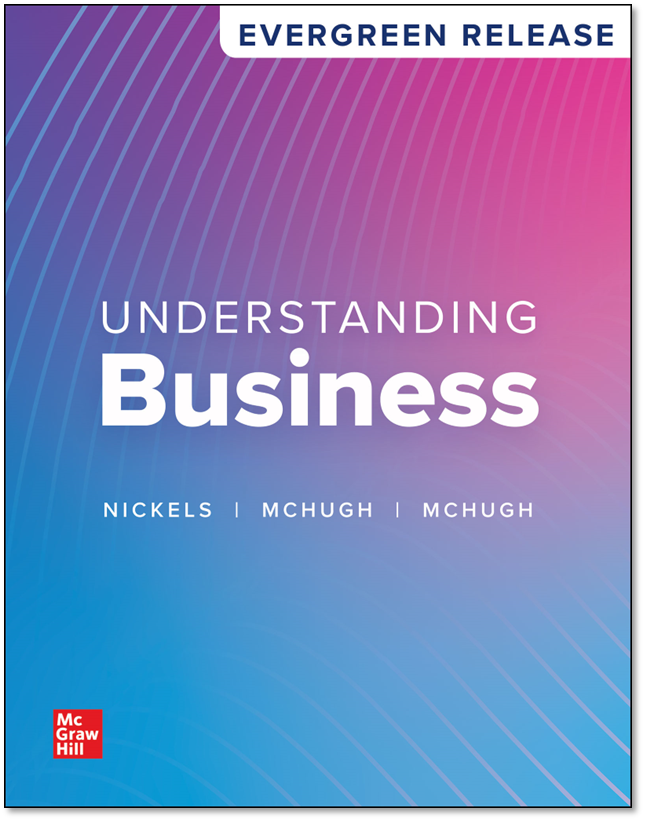 EVERGREEN RELEASE
UNDERSTANDING
Business
NICKELS | MCHUGH | MCHUGH
Mc
Graw
Hill